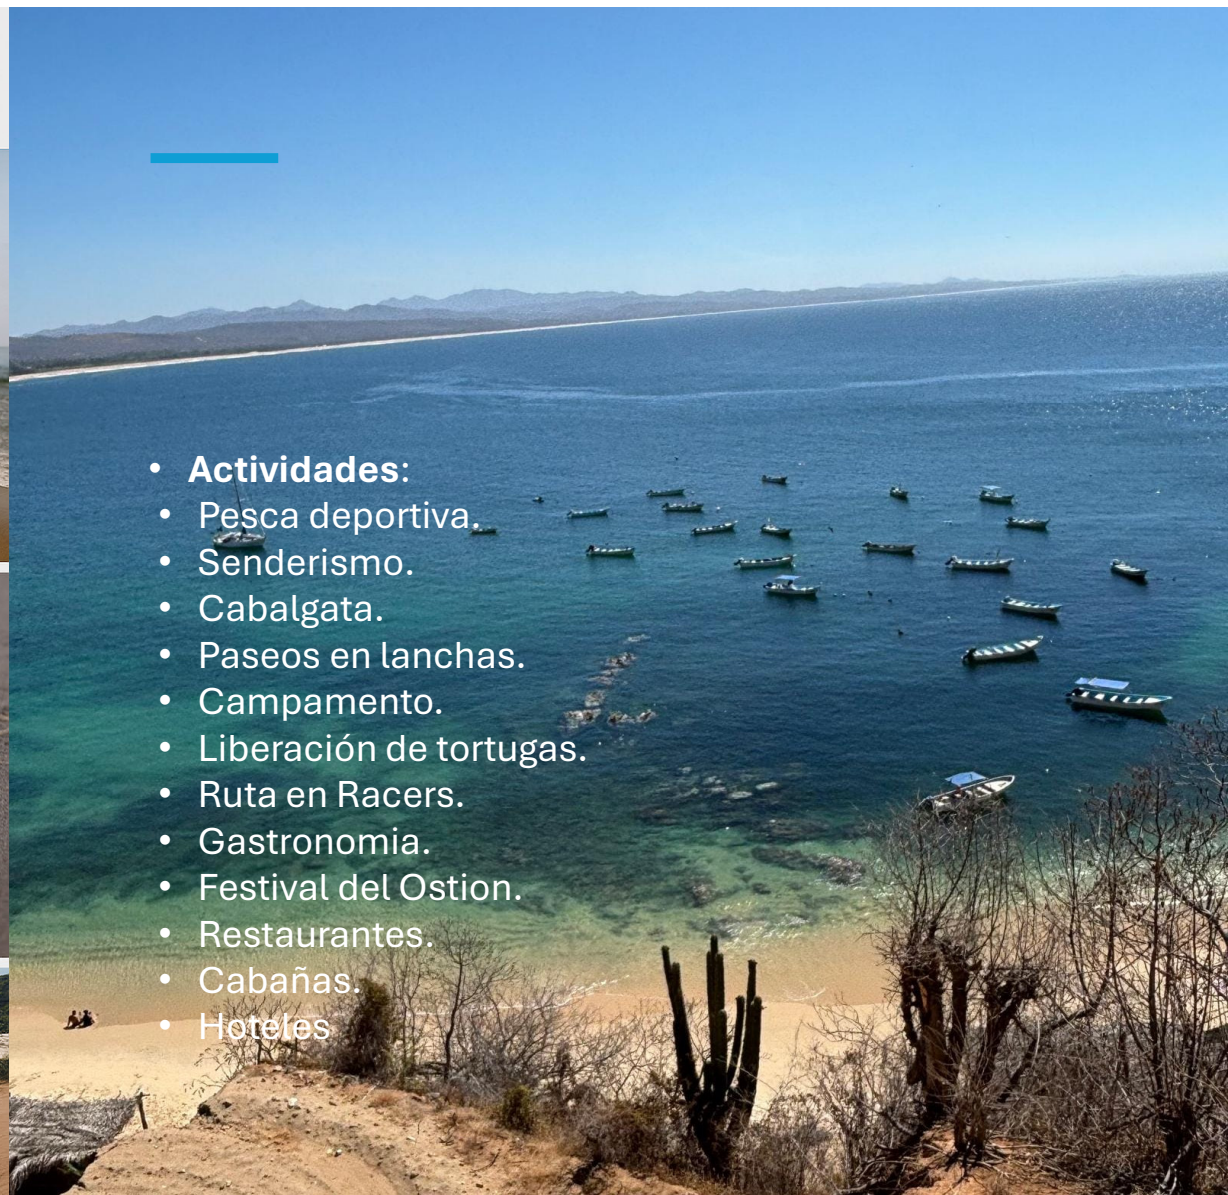 • Actividades:
• Pesca deportiva.
• Senderismo.
• Cabalgata.
• Paseos en lanchas.
• Campamento.
• Liberación de tortugas.
• Ruta en Racers.
• Gastronomia.
• Festival del Ostion.
• Restaurantes.
• Cabañas.
• Hoteles